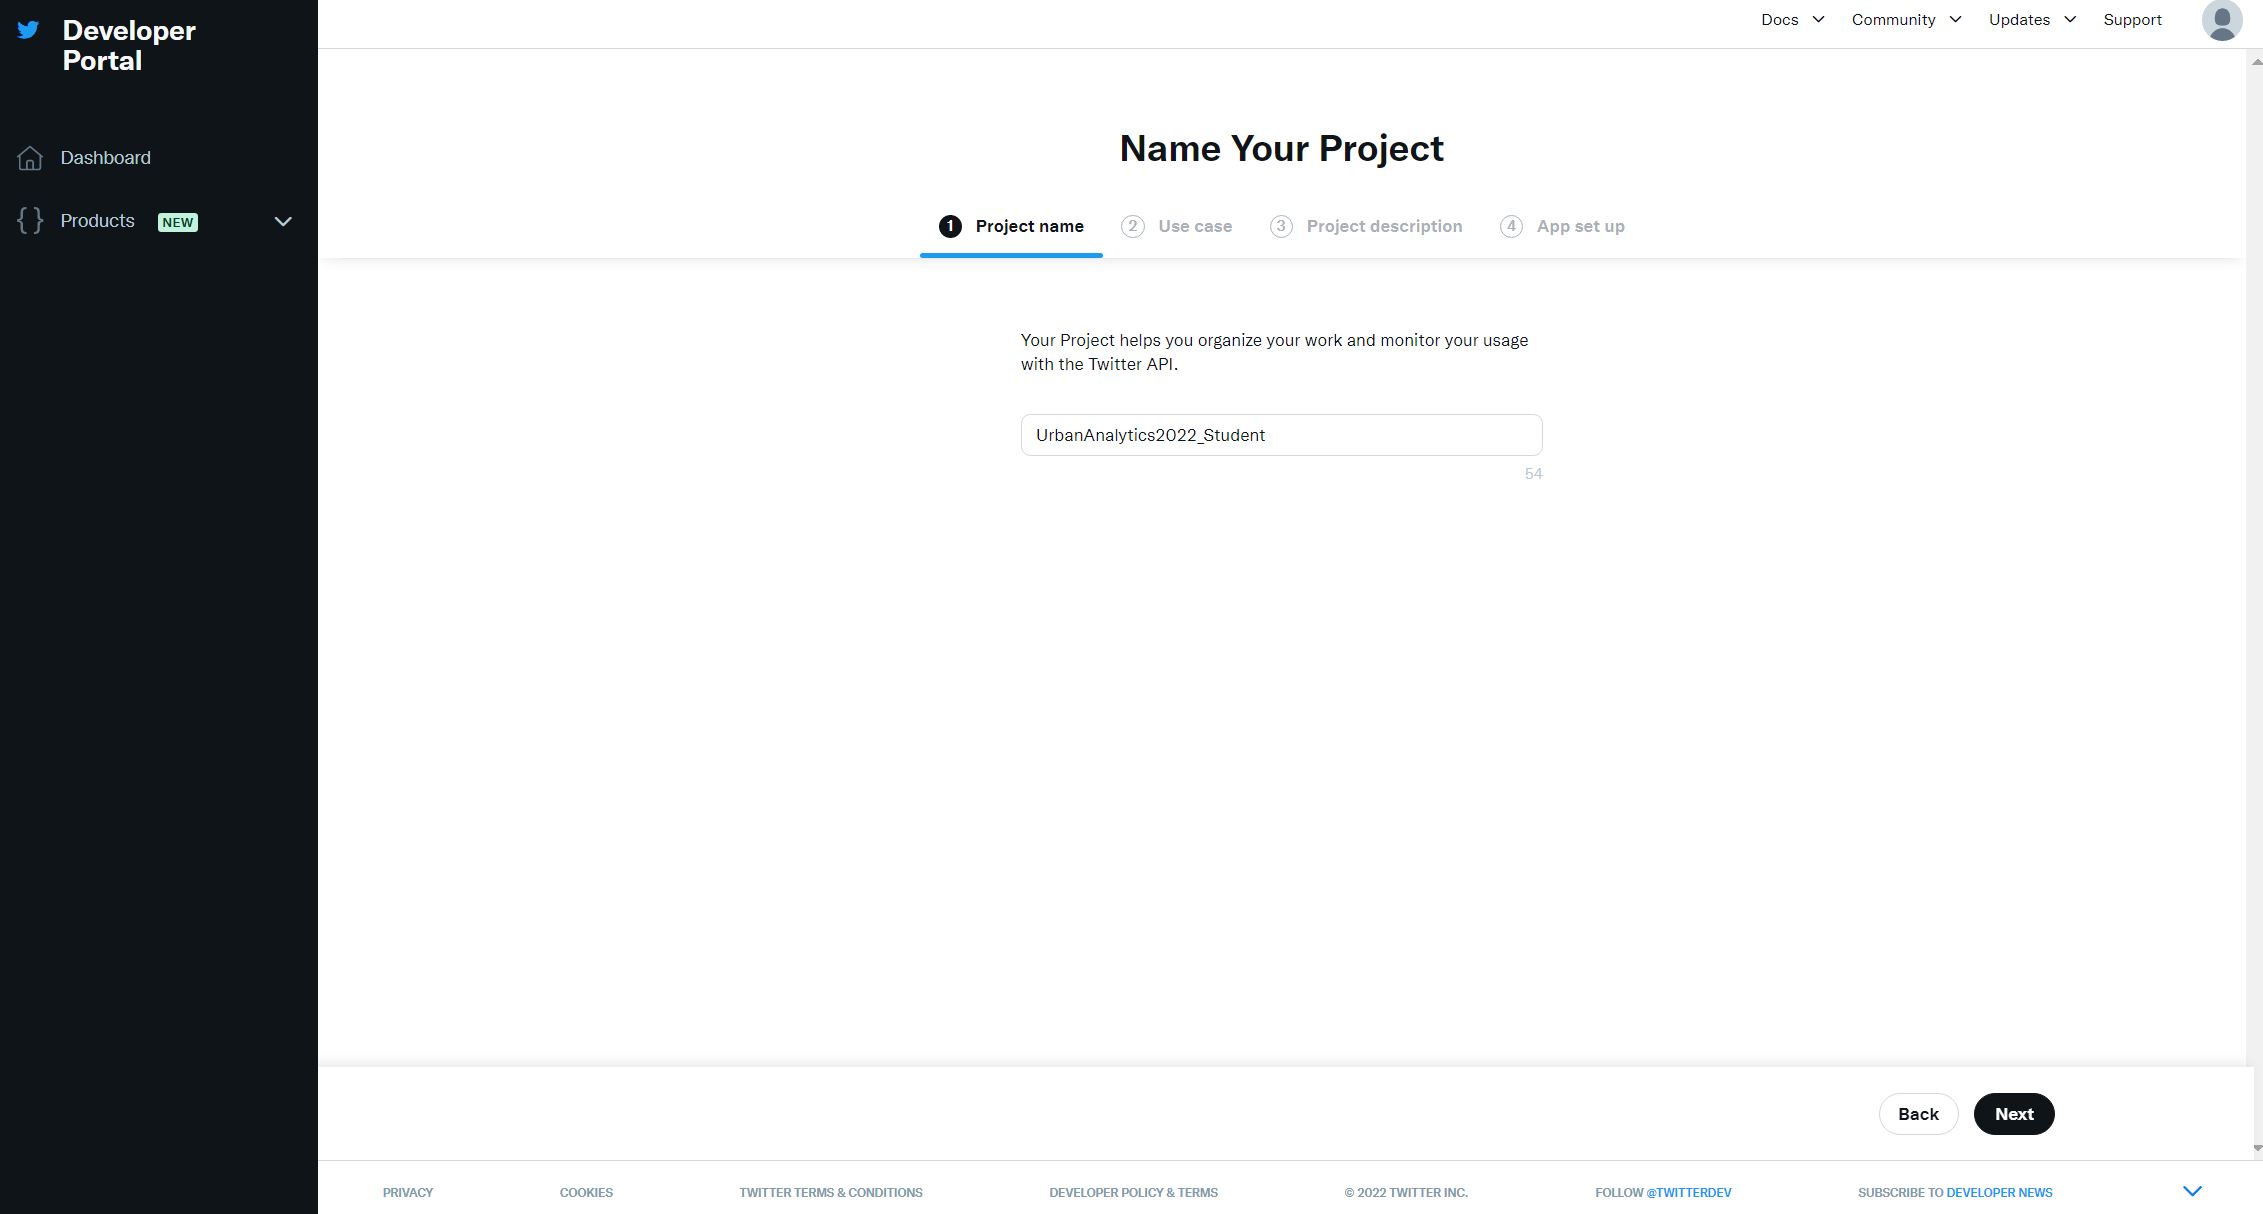 Developer
Portal
Docs Community Updates Support
Dashboard
Products NEW
Name Your Project
1 Project name 2 Use case 3 Project description 4 App set up
Your Project helps you organize your work and monitor your usage
with the Twitter API.
UrbanAnalytics2022_Student
54
Back Next
PRIVACY COOKIES TWITTER TERMS & CONDITIONS DEVELOPER POLICY & TERMS © 2022 TWITTER INC. FOLLOW @TWITTERDEV SUBSCRIBE TO DEVELOPER NEWS